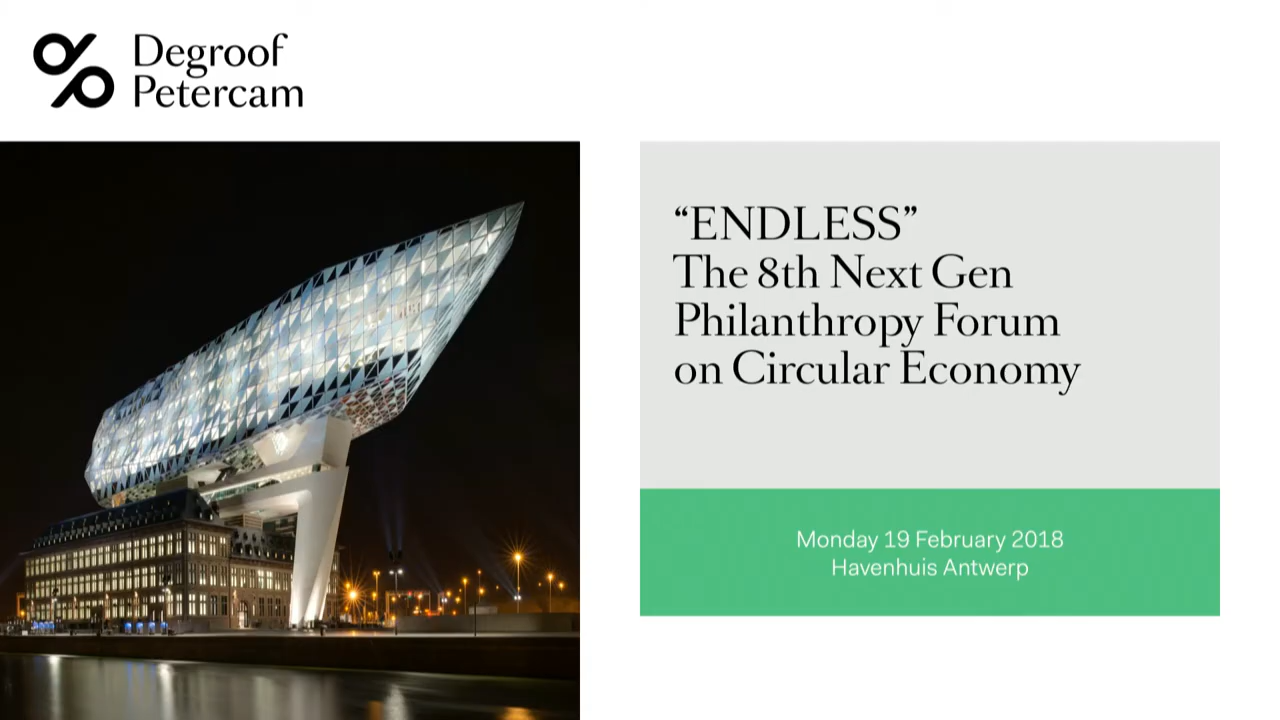 Degroof
Petercam
“ENDLESS”
The 8th Next Gen
Philanthropy Forum
on Circular Economy
Monday 19 February 2018
Havenhuis Antwerp